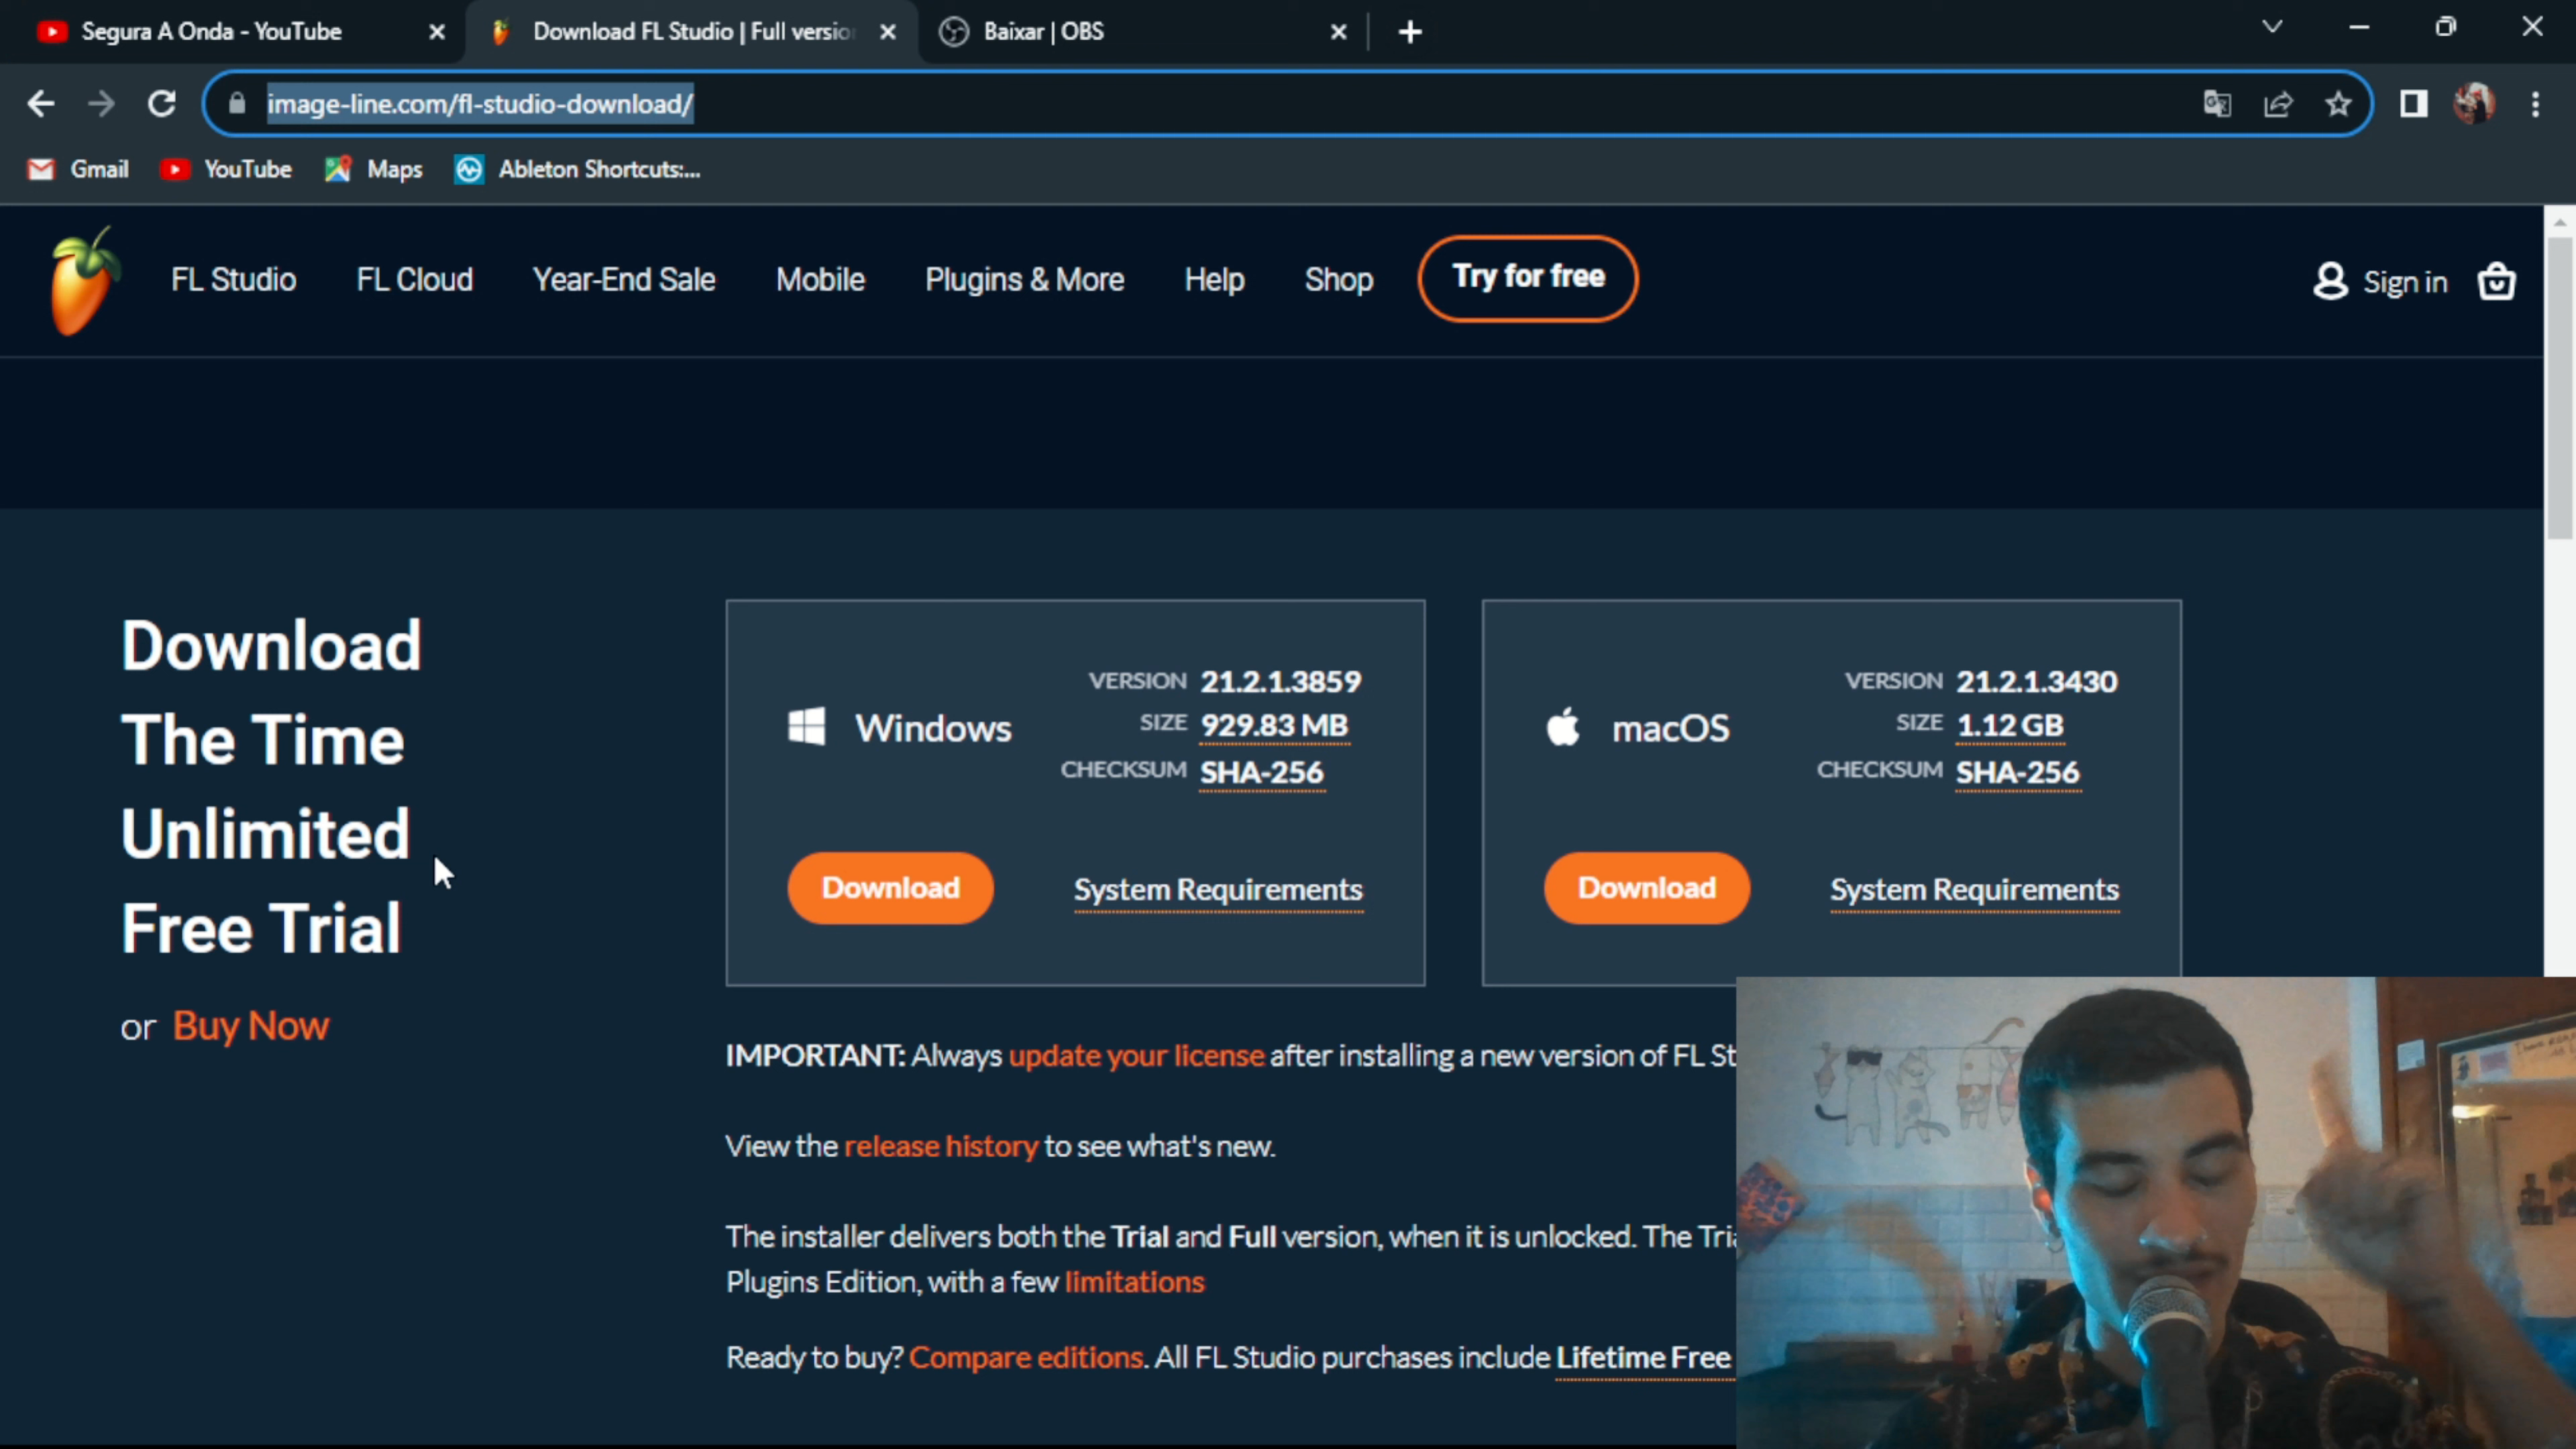 Segura A Onda - YouTube
Download FL Studio | Full versio
Baixar | OBS
image-line.com/fl-studio-download/
Gmail
YouTube
Maps
Ableton Shortcuts:...
FL Studio
FL Cloud
Year-End Sale
Mobile
Plugins & More
Help
Shop
Try for free
Sign in
Download
The Time
Unlimited
Free Trial
or Buy Now
Windows
VERSION 21.2.1.3859
SIZE 929.83 MB
CHECKSUM SHA-256
Download
System Requirements
macOS
VERSION 21.2.1.3430
SIZE 1.12 GB
CHECKSUM SHA-256
Download
System Requirements
IMPORTANT: Always update your license after installing a new version of FL St
View the release history to see what's new.
The installer delivers both the Trial and Full version, when it is unlocked. The Tria
Plugins Edition, with a few limitations
Ready to buy? Compare editions. All FL Studio purchases include Lifetime Free